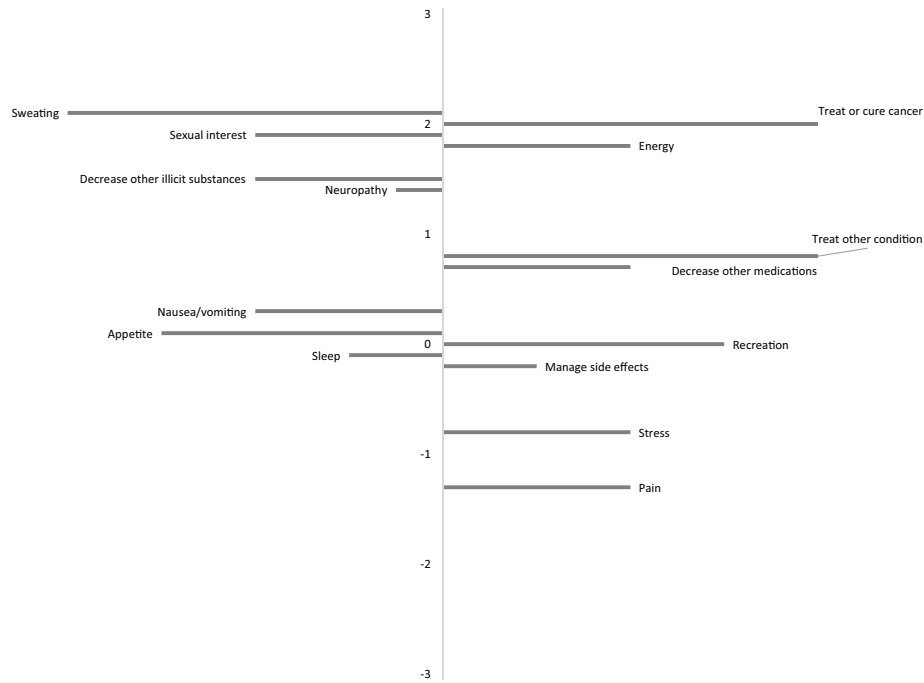 3
Sweating
Treat or cure cancer
2
Sexual interest
Energy
Decrease other illicit substances
Neuropathy
1
Treat other condition
Decrease other medications
Nausea/vomiting
Appetite
0
Recreation
Sleep
Manage side effects
Stress
-1
Pain
-2
-3